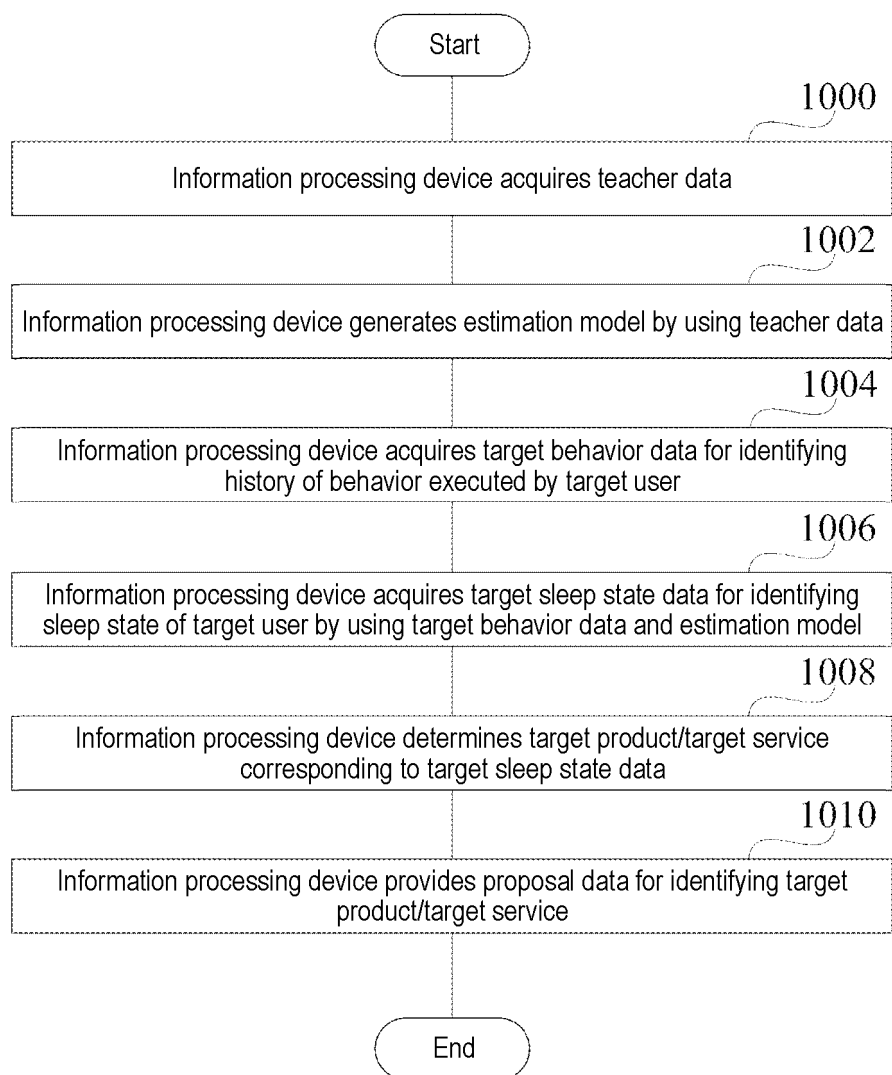 Start
1000
Information processing device acquires teacher data
1002
Information processing device generates estimation model by using teacher data
1004
Information processing device acquires target behavior data for identifying
history of behavior executed by target user
1006
Information processing device acquires target sleep state data for identifying
sleep state of target user by using target behavior data and estimation model
1008
Information processing device determines target product/target service
corresponding to target sleep state data
1010
Information processing device provides proposal data for identifying target
product/target service
End